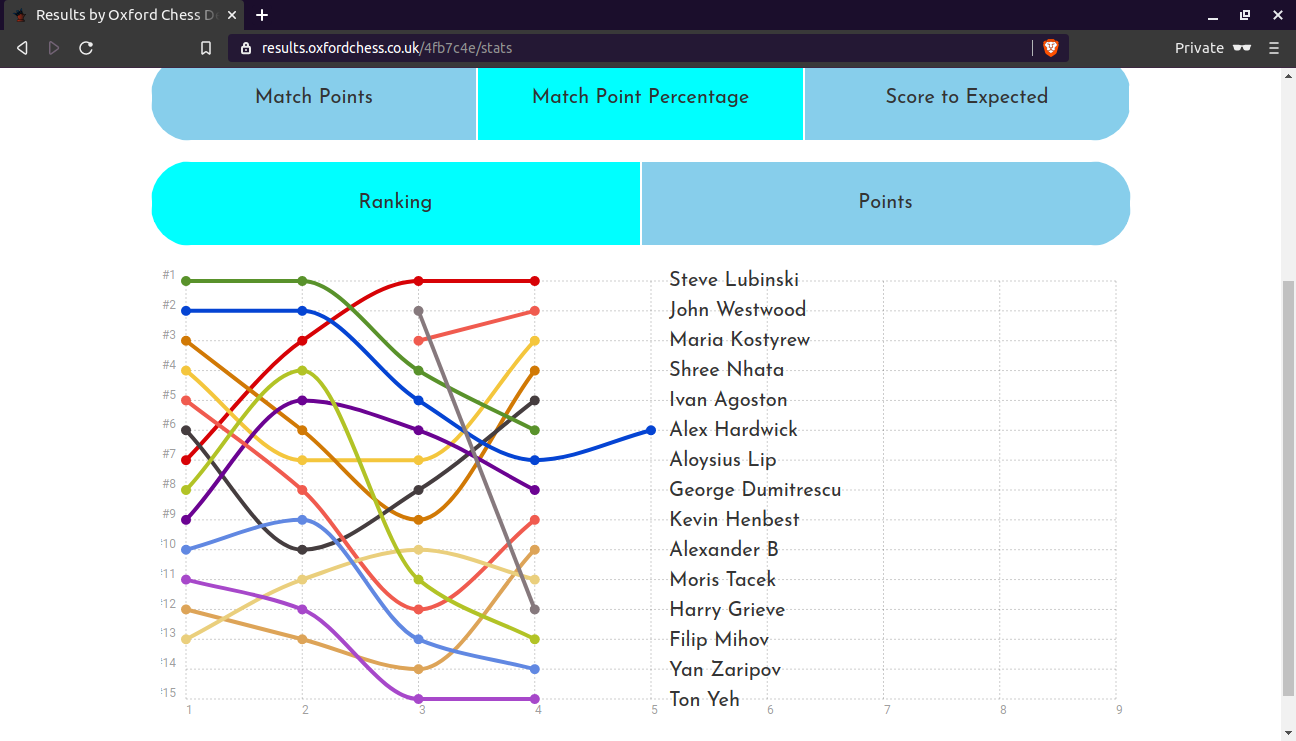 Results by Oxford Chess D
results.oxfordchess.co.uk/4fb7c4e/stats
Private
Match Points Match Point Percentage Score to Expected
Ranking Points
#1 Steve Lubinski
#2 John Westwood
#3 Maria Kostyrew
#4 Shree Nhata
#5 Ivan Agoston
#6 Alex Hardwick
#7 Aloysius Lip
#8 George Dumitrescu
#9 Kevin Henbest
10 Alexander B
11 Moris Tacek
12 Harry Grieve
13 Filip Mihov
14 Yan Zaripov
15 Ton Yeh
1 2 3 4 5 6 7 8 9